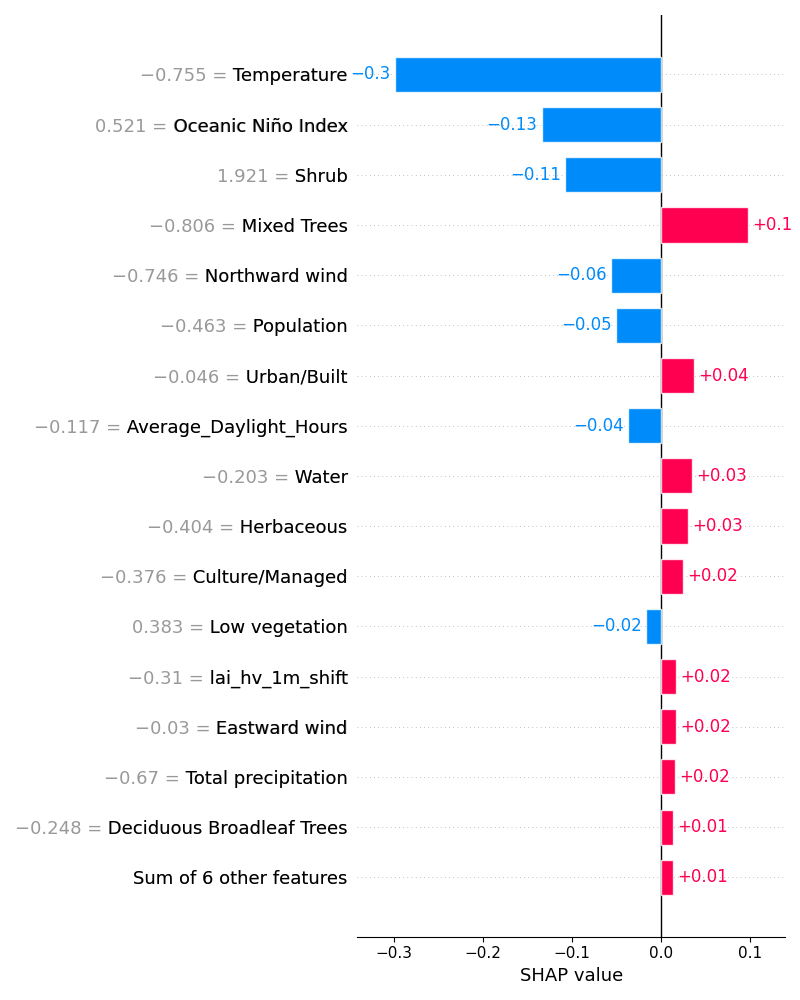 −0.755 = Temperature −0.3
0.521 = Oceanic Niño Index −0.13
1.921 = Shrub −0.11
−0.806 = Mixed Trees +0.1
−0.746 = Northward wind −0.06
−0.463 = Population −0.05
−0.046 = Urban/Built +0.04
−0.117 = Average_Daylight_Hours −0.04
−0.203 = Water +0.03
−0.404 = Herbaceous +0.03
−0.376 = Culture/Managed +0.02
0.383 = Low vegetation −0.02
−0.31 = lai_hv_1m_shift +0.02
−0.03 = Eastward wind +0.02
−0.67 = Total precipitation +0.02
−0.248 = Deciduous Broadleaf Trees +0.01
Sum of 6 other features +0.01
−0.3 −0.2 −0.1 0.0 0.1
SHAP value